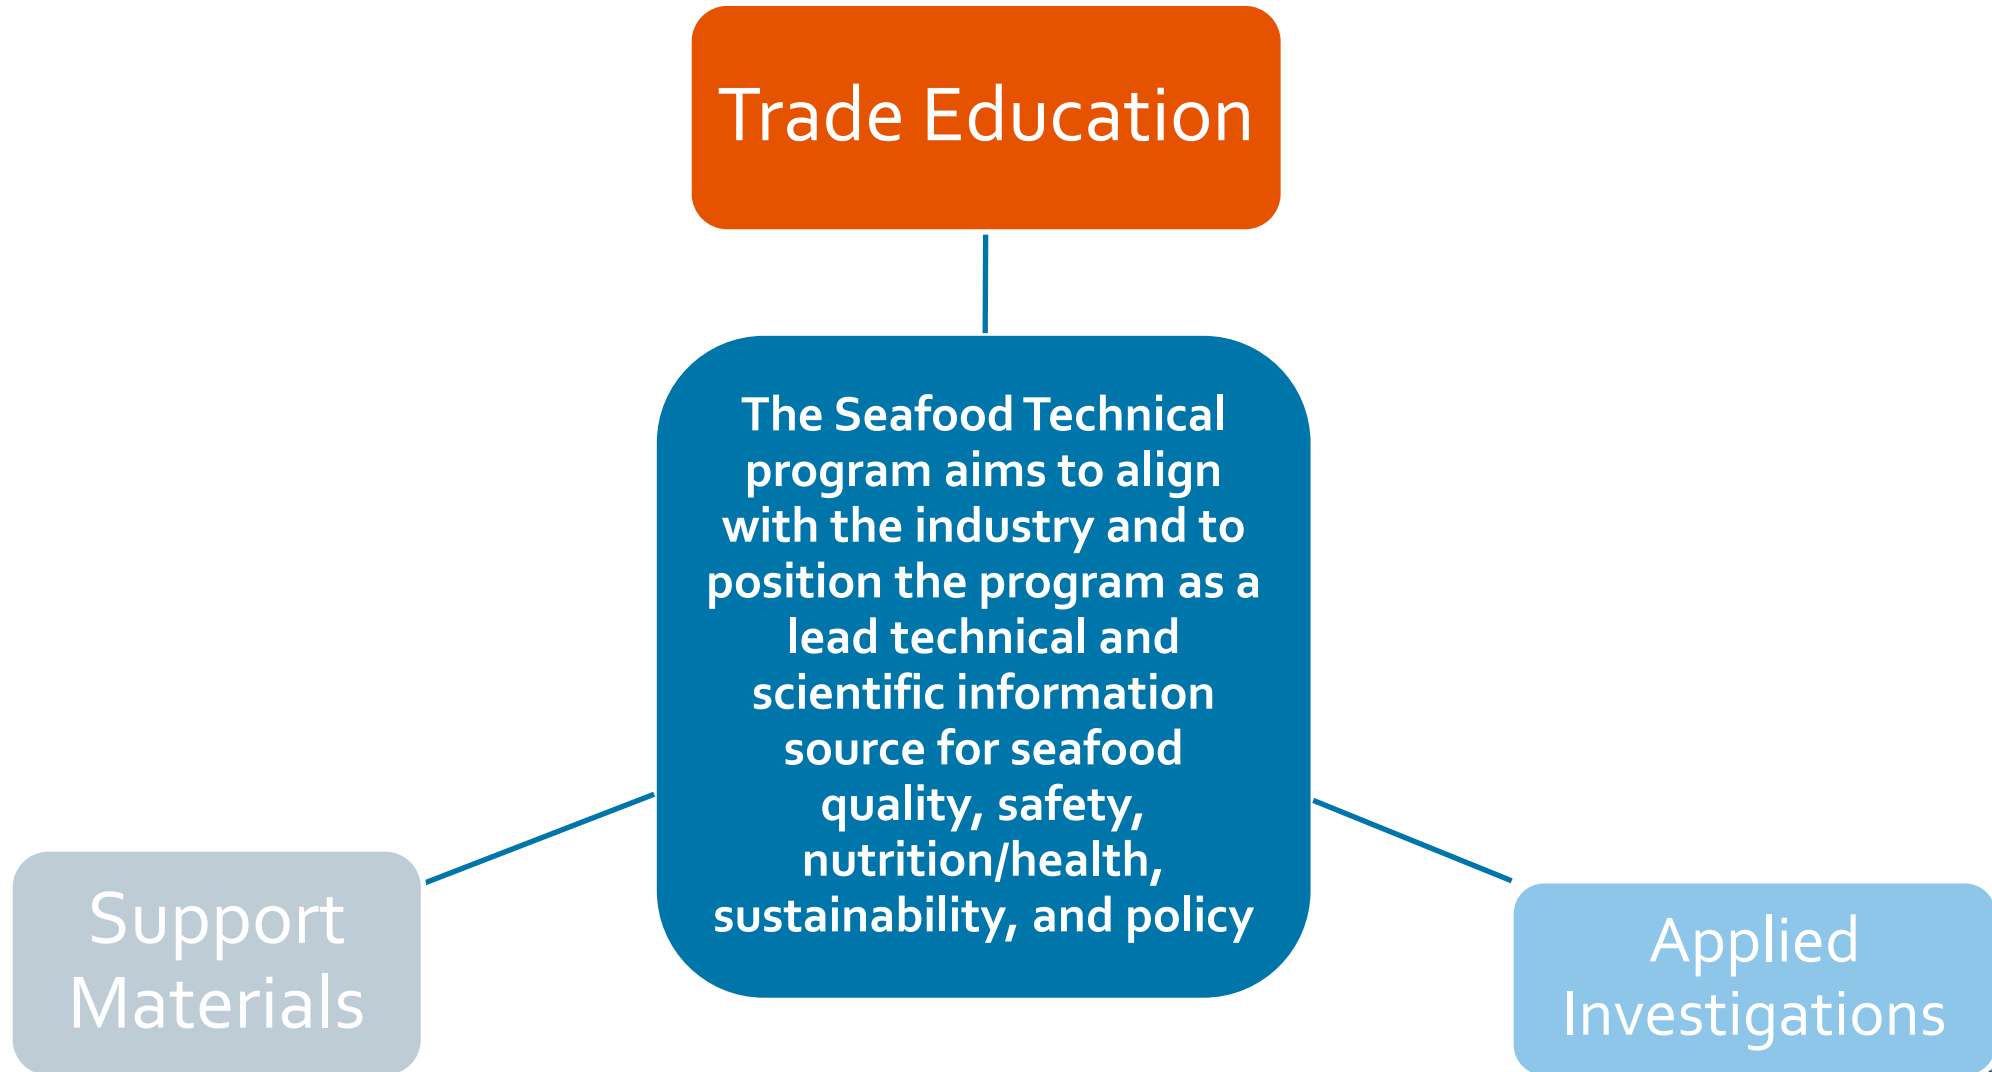 Trade Education
The Seafood Technical
program aims to align
with the industry and to
position the program as a
lead technical and
scientific information
source for seafood
quality, safety,
nutrition/health,
sustainability, and policy
Support
Materials
Applied
Investigations